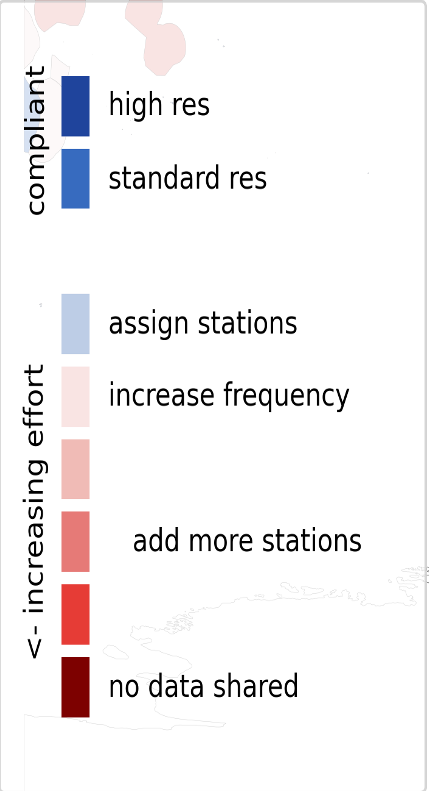 compliant
high res
standard res
<- increasing effort
assign stations
increase frequency
add more stations
no data shared